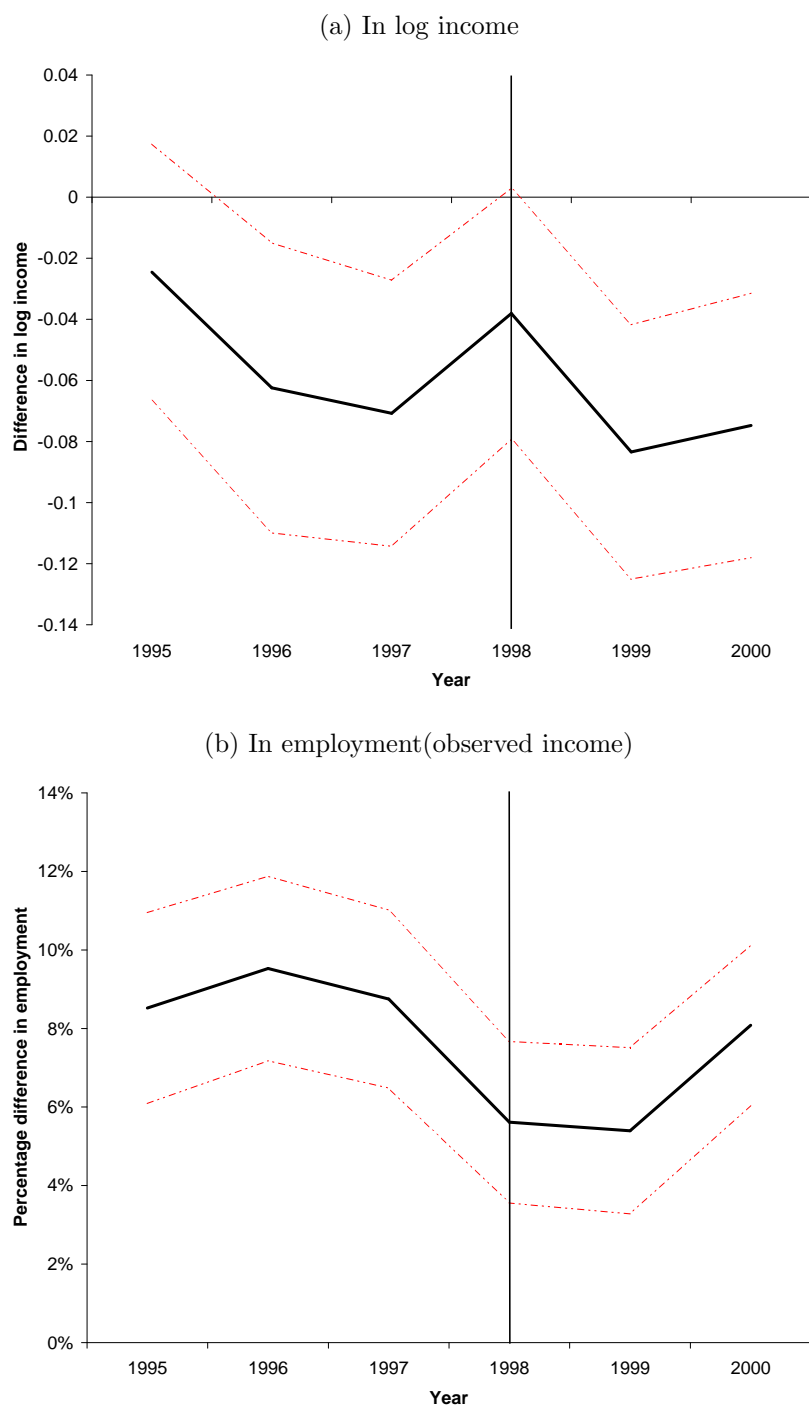 (a) In log income
0.04
0.02
0
-0.02
-0.04
-0.06
-0.08
-0.1
-0.12
-0.14
Difference in log income
1995 1996 1997 1998 1999 2000
Year
(b) In employment(observed income)
14%
12%
10%
8%
6%
4%
2%
0%
Percentage difference in employment
1995 1996 1997 1998 1999 2000
Year